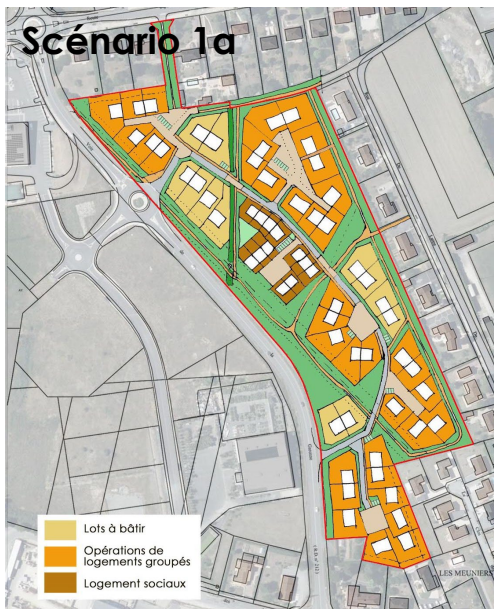 Scénario 1a
Lots à bâtir
Opérations de
logements groupés
Logement sociaux
LES MEUNIERS